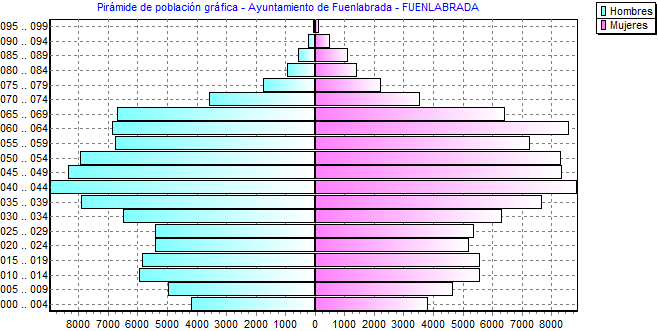 Pirámide de población gráfica - Ayuntamiento de Fuenlabrada - FUENLABRADA
Hombres
Mujeres
095 .. 099
090 .. 094
085 .. 089
080 .. 084
075 .. 079
070 .. 074
065 .. 069
060 .. 064
055 .. 059
050 .. 054
045 .. 049
040 .. 044
035 .. 039
030 .. 034
025 .. 029
020 .. 024
015 .. 019
010 .. 014
005 .. 009
000 .. 004
8000 7000 6000 5000 4000 3000 2000 1000 0 1000 2000 3000 4000 5000 6000 7000 8000